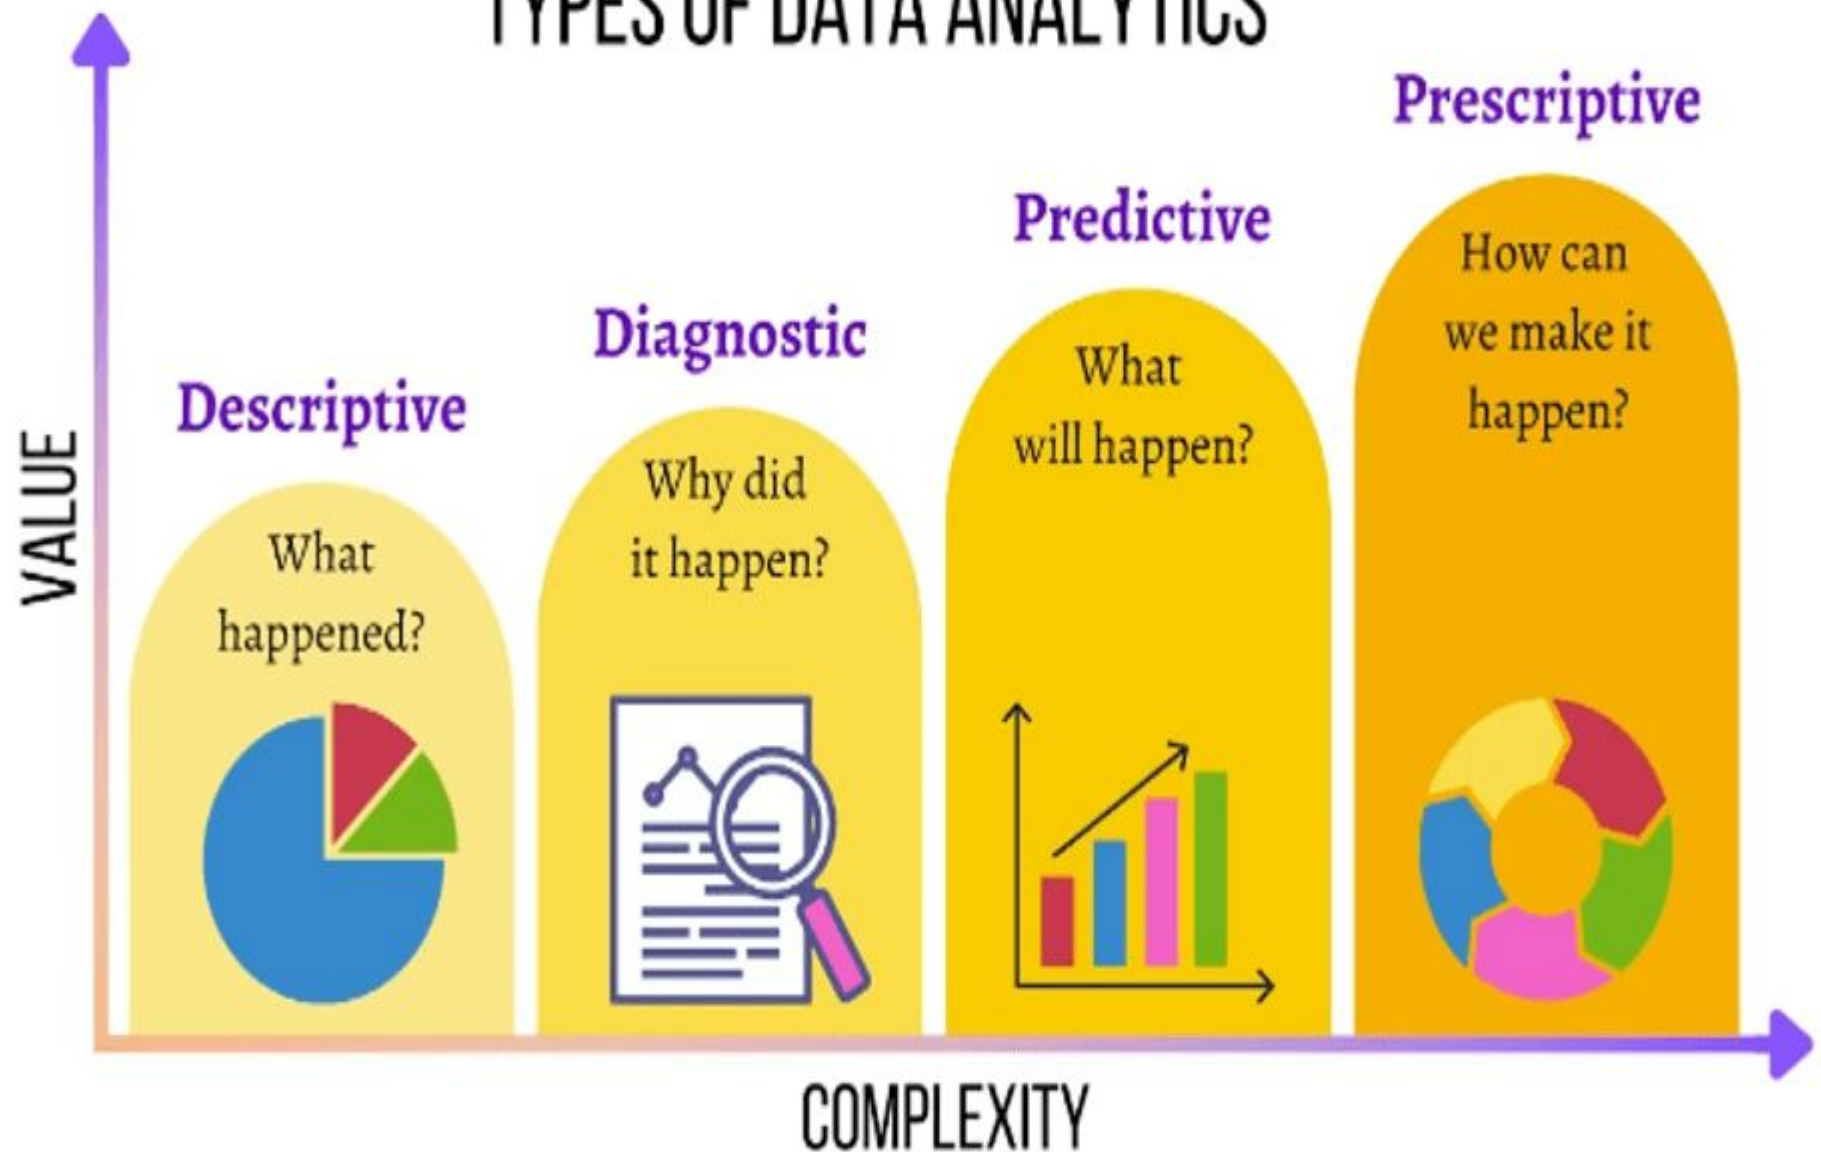 TYPES OF DATA ANALYTICS
Prescriptive
Predictive
Diagnostic
Descriptive
How can
we make it
happen?
What
will happen?
Why did
it happen?
What
happened?
VALUE
COMPLEXITY